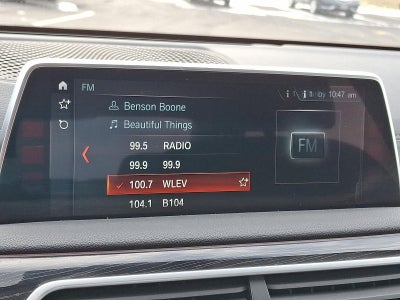 FM
10:47 am
Benson Boone
Beautiful Things
99.5 RADIO
99.9 99.9
100.7 WLEV
104.1 B104
FM